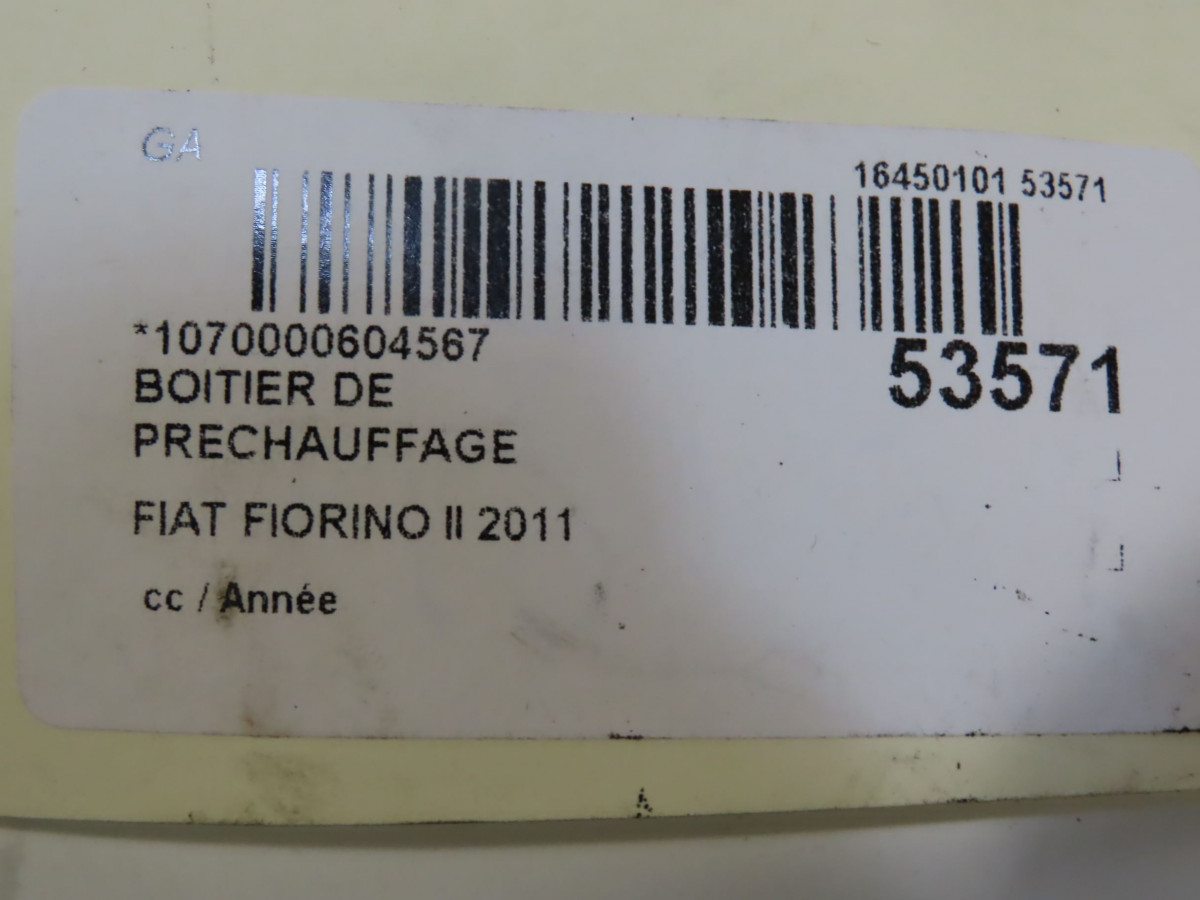 GA
16450101 53571
*1070000604567
53571
BOITIER DE
PRECHAUFFAGE
FIAT FIORINO II 2011
cc / Année